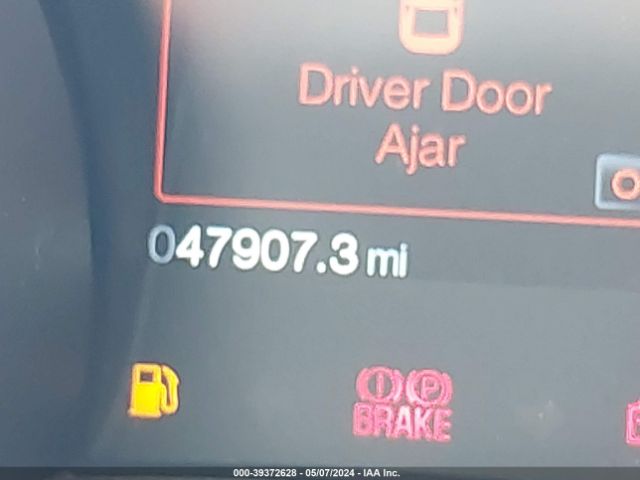 Driver Door
Ajar
047907.3 mi
P
BRAKE
000-39372628 - 05/07/2024 - IAA Inc.